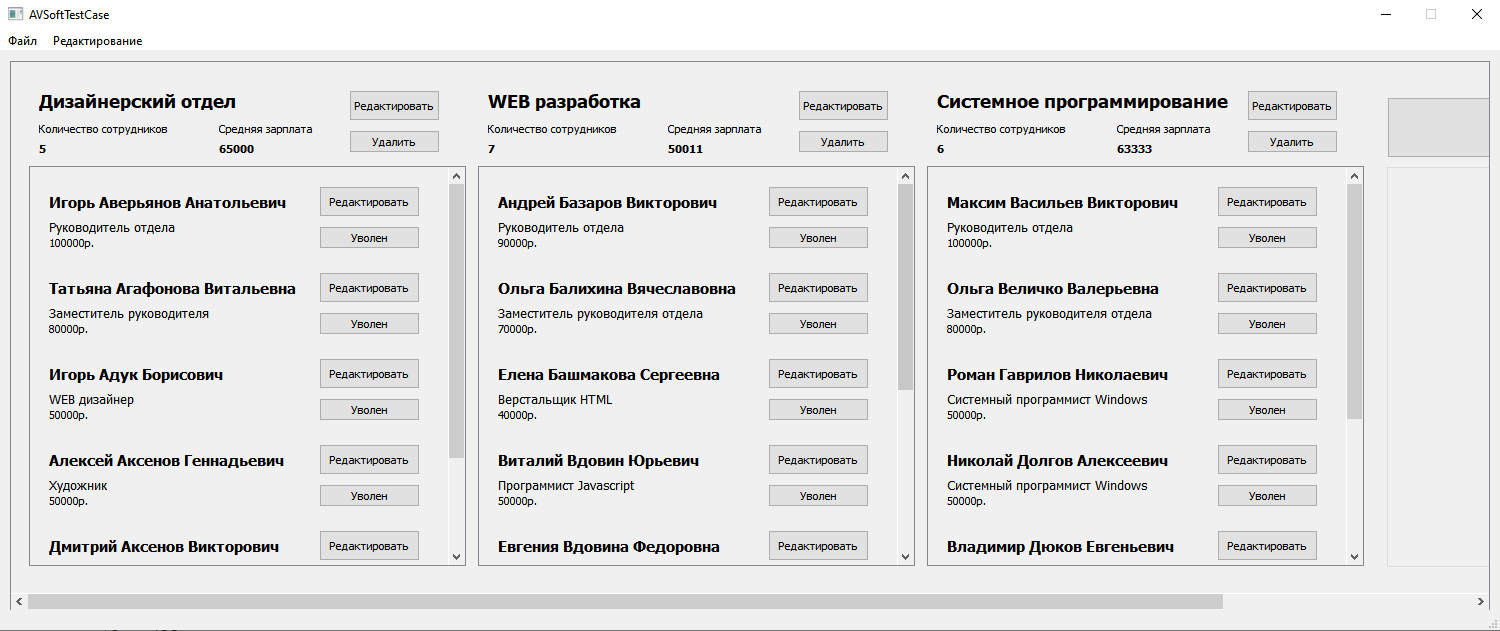 AVSoftTestCase
Файл Редактирование
Дизайнерский отдел
Редактировать
Количество сотрудников Средняя зарплата
5 65000
Удалить
Игорь Аверьянов Анатольевич
Редактировать
Руководитель отдела
100000р.
Уволен
Татьяна Агафонова Витальевна
Редактировать
Заместитель руководителя
80000р.
Уволен
Игорь Адук Борисович
Редактировать
WEB дизайнер
50000р.
Уволен
Алексей Аксенов Геннадьевич
Редактировать
Художник
50000р.
Уволен
Дмитрий Аксенов Викторович
Редактировать
WEB разработка
Редактировать
Количество сотрудников Средняя зарплата
7 50011
Удалить
Андрей Базаров Викторович
Редактировать
Руководитель отдела
90000р.
Уволен
Ольга Балихина Вячеславовна
Редактировать
Заместитель руководителя отдела
70000р.
Уволен
Елена Башмакова Сергеевна
Редактировать
Верстальщик HTML
40000р.
Уволен
Виталий Вдовин Юрьевич
Редактировать
Программист Javascript
50000р.
Уволен
Евгения Вдовина Федоровна
Редактировать
Системное программирование
Редактировать
Количество сотрудников Средняя зарплата
6 63333
Удалить
Максим Васильев Викторович
Редактировать
Руководитель отдела
100000р.
Уволен
Ольга Величко Валерьевна
Редактировать
Заместитель руководителя отдела
80000р.
Уволен
Роман Гаврилов Николаевич
Редактировать
Системный программист Windows
50000р.
Уволен
Николай Долгов Алексеевич
Редактировать
Системный программист Windows
50000р.
Уволен
Владимир Дюков Евгеньевич
Редактировать